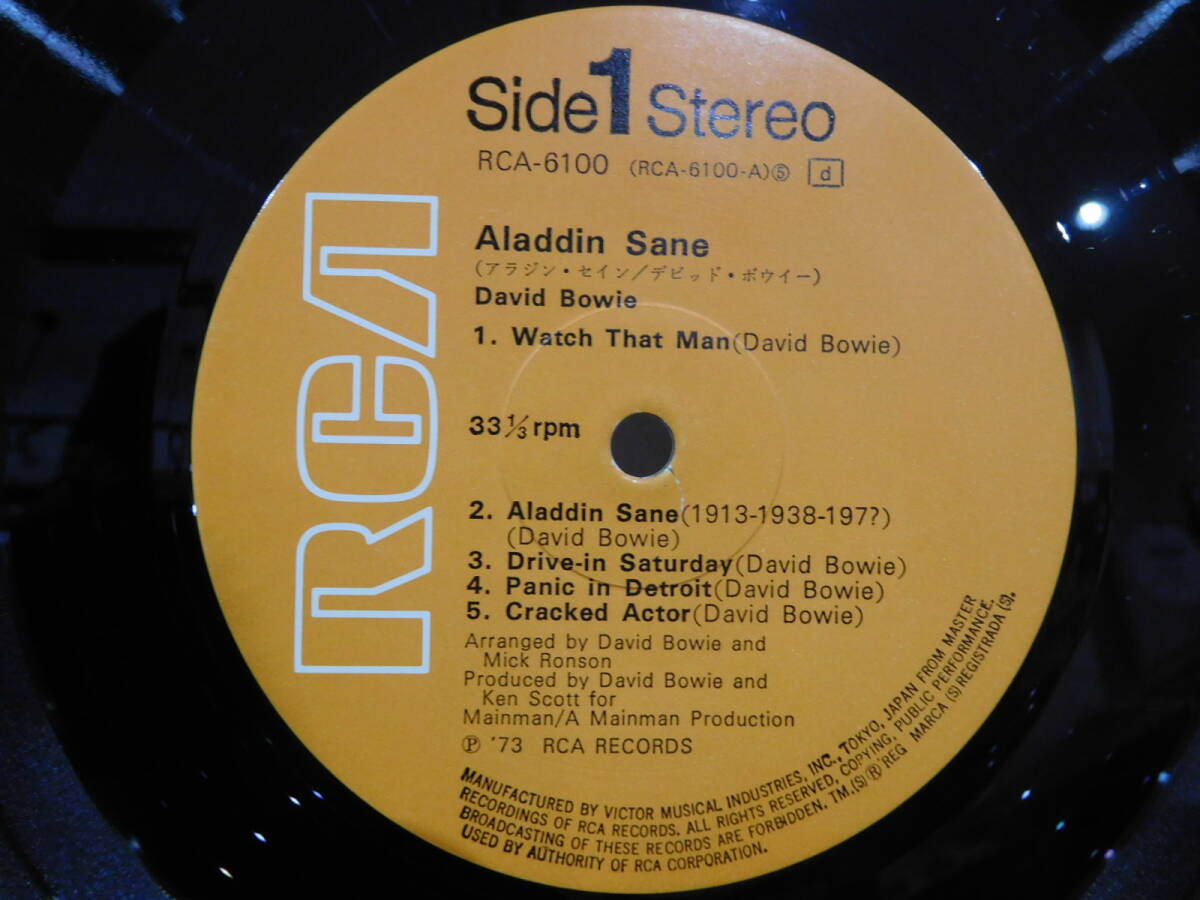 Side 1 Stereo
RCA-6100 (RCA-6100-A)⑤ d
RCA
Aladdin Sane
(アラジン・セイン/デビッド・ボウイー)
David Bowie
1. Watch That Man(David Bowie)
33 1/3 rpm
2. Aladdin Sane(1913-1938-197?)
(David Bowie)
3. Drive-in Saturday(David Bowie)
4. Panic in Detroit(David Bowie)
5. Cracked Actor(David Bowie)
Arranged by David Bowie and
Mick Ronson
Produced by David Bowie and
Ken Scott for
Mainman/A Mainman Production
℗ '73 RCA RECORDS
MANUFACTURED BY VICTOR MUSICAL INDUSTRIES, INC., TOKYO, JAPAN FROM MASTER
RECORDINGS OF RCA RECORDS. ALL RIGHTS RESERVED, COPYING, PUBLIC PERFORMANCE,
BROADCASTING OF THESE RECORDS ARE FORBIDDEN. TM.(S) ® REG MARCA (S) REGISTRADA (S).
USED BY AUTHORITY OF RCA CORPORATION.